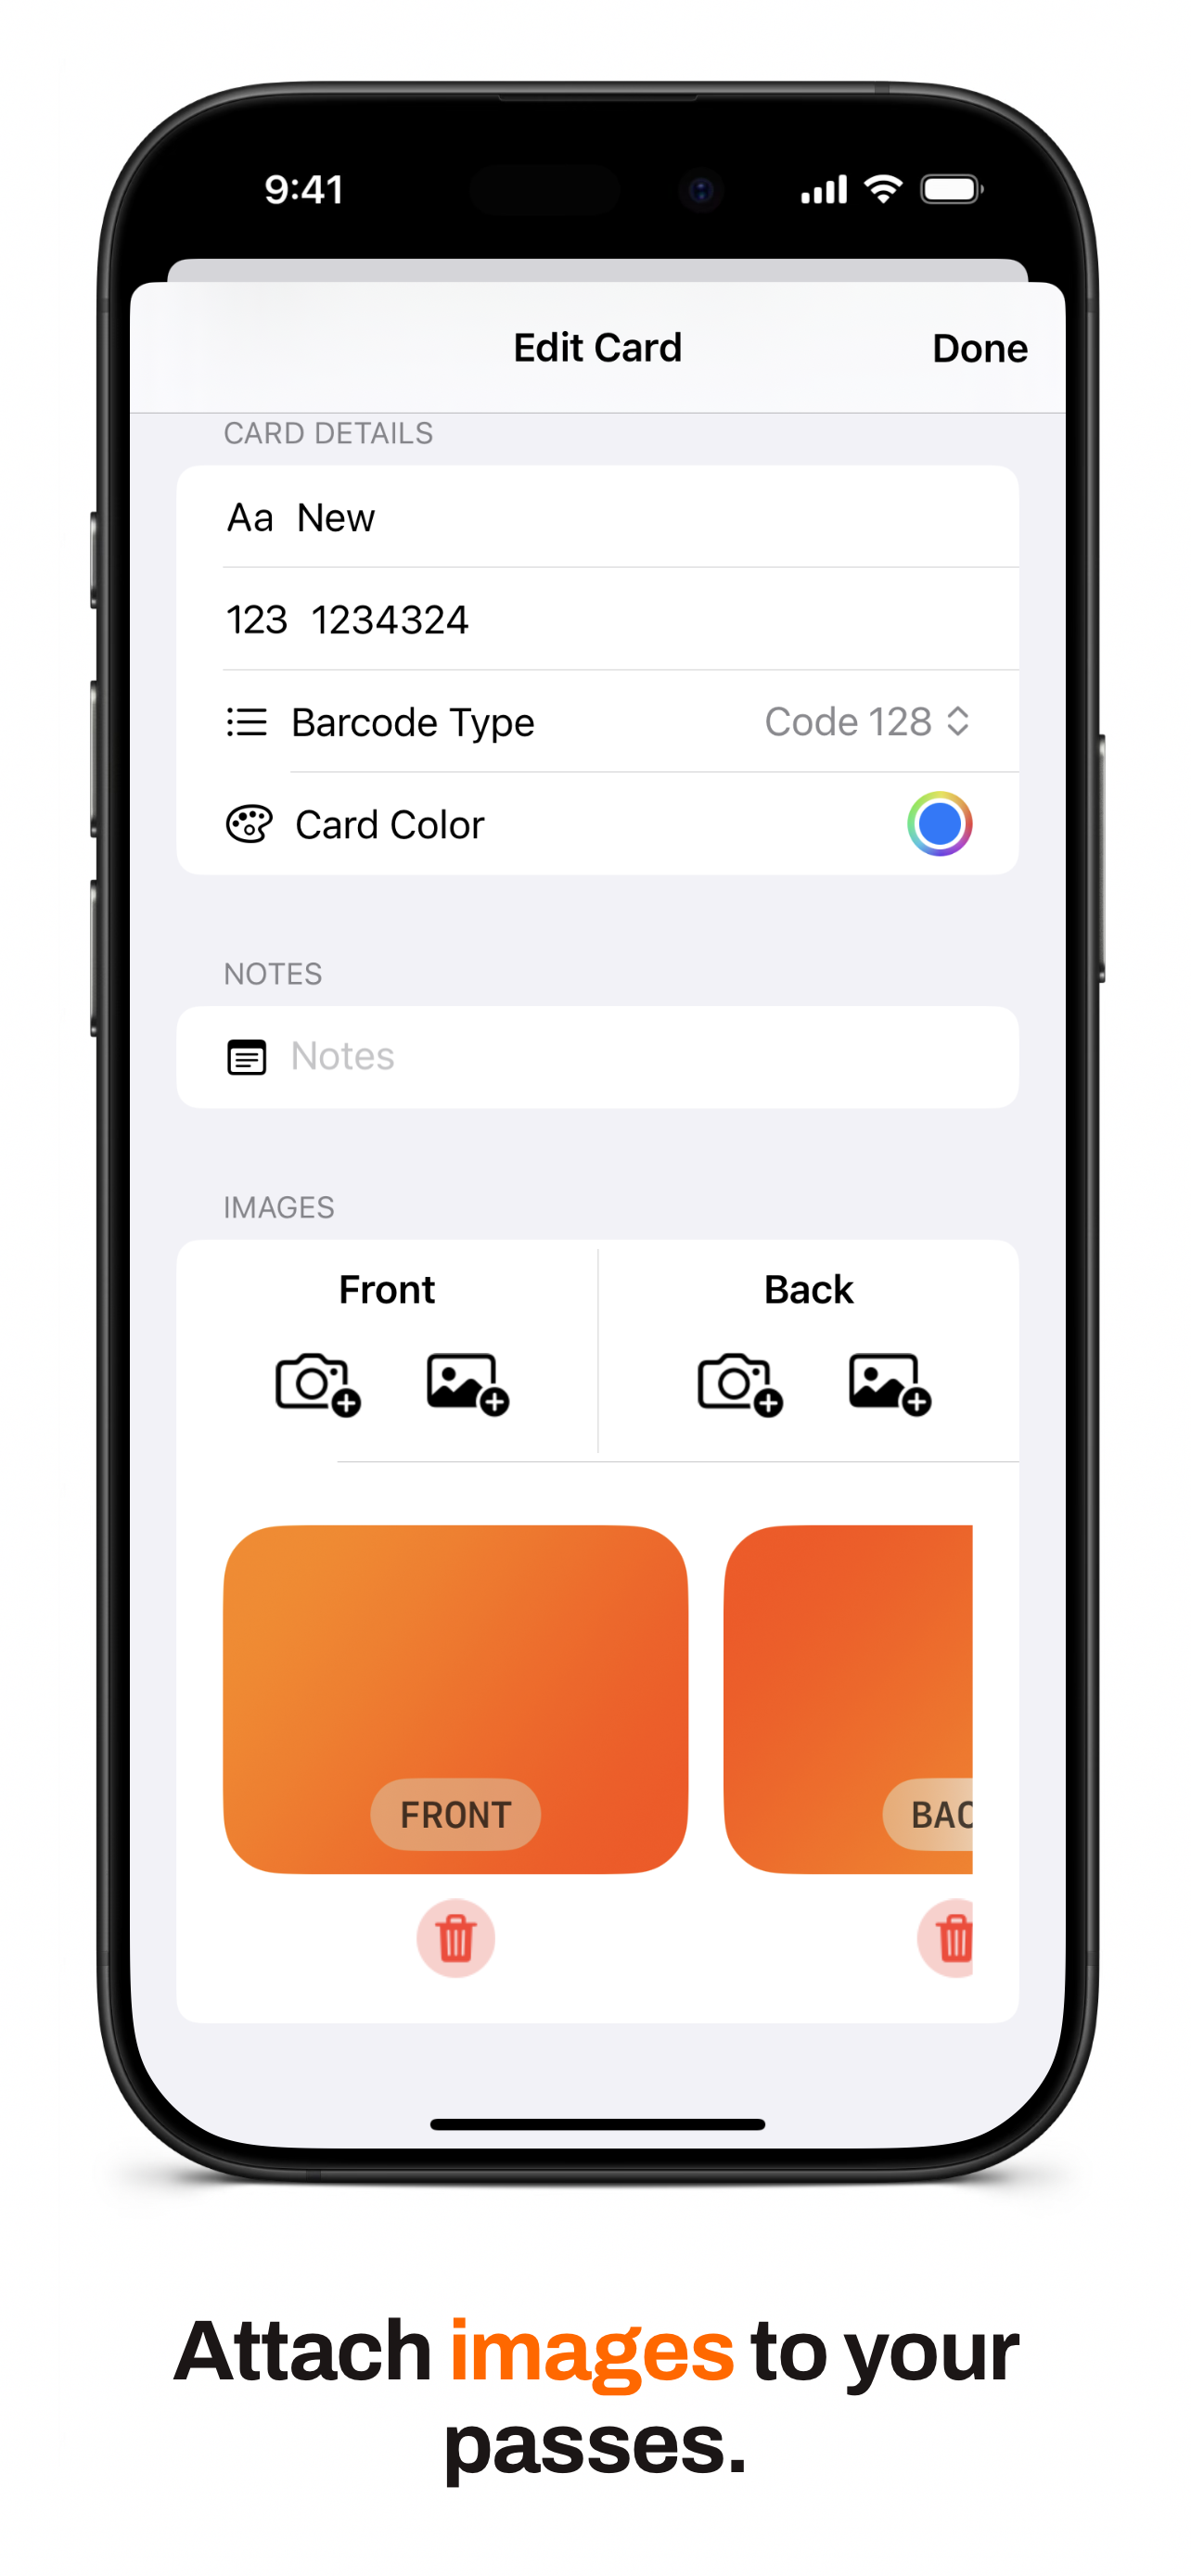 9:41
Edit Card
Done
CARD DETAILS
Aa New
123 1234324
Barcode Type
Code 128
Card Color
NOTES
Notes
IMAGES
Front
Back
FRONT
BAC
Attach images to your
passes.